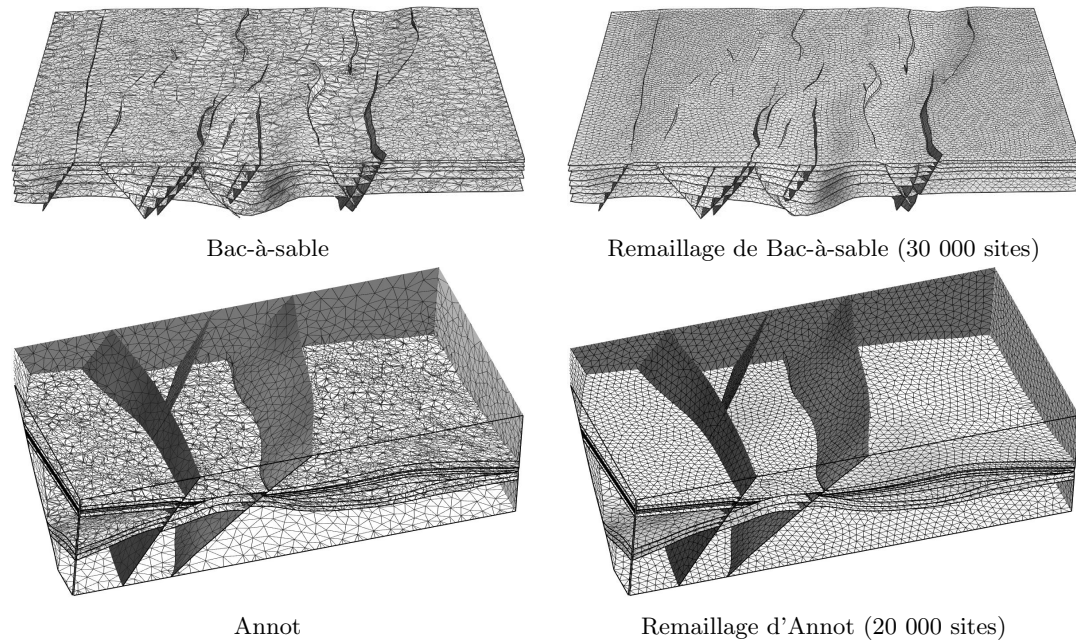 Bac-à-sable
Remaillage de Bac-à-sable (30 000 sites)
Annot
Remaillage d'Annot (20 000 sites)